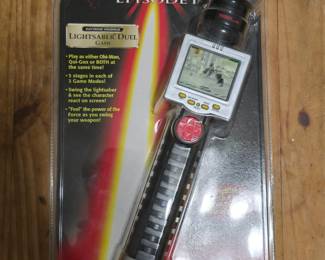 EPISODE I
LIGHTSABER DUEL
GAME
• Play as either Obi-Wan,
Qui-Gon or BOTH at
the same time!
• 5 stages in each of
3 Game Modes!
• Swing the lightsaber
& see the character
react on screen!
• "Feel" the power of the
Force as you swing
your weapon!